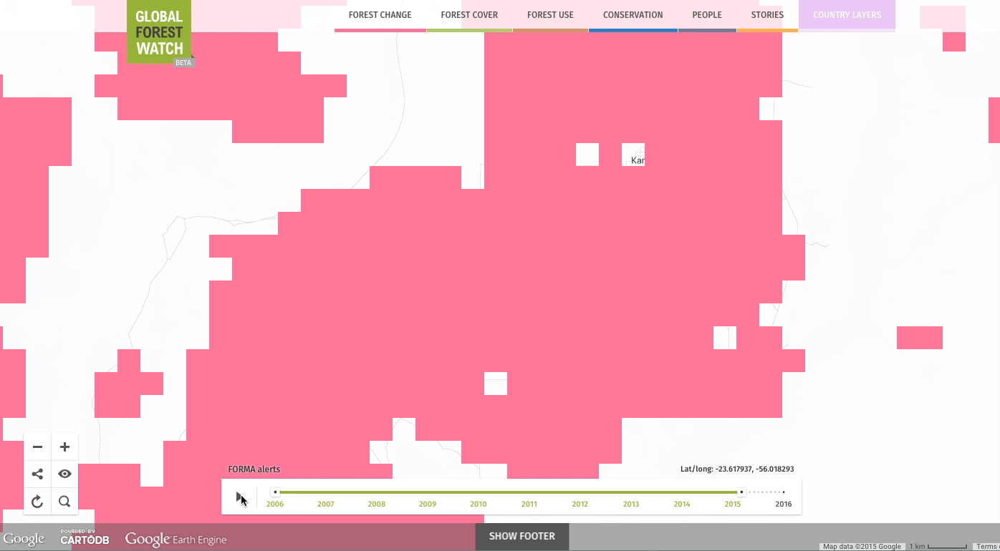 GLOBAL
FOREST
WATCH
BETA
FOREST CHANGE FOREST COVER FOREST USE CONSERVATION PEOPLE STORIES COUNTRY LAYERS
Kar
FORMA alerts
Lat/long: -23.617937, -56.018293
2006 2007 2008 2009 2010 2011 2012 2013 2014 2015 2016
Google
POWERED BY
CARTODB
Google Earth Engine
SHOW FOOTER
Map data ©2015 Google 1 km Terms